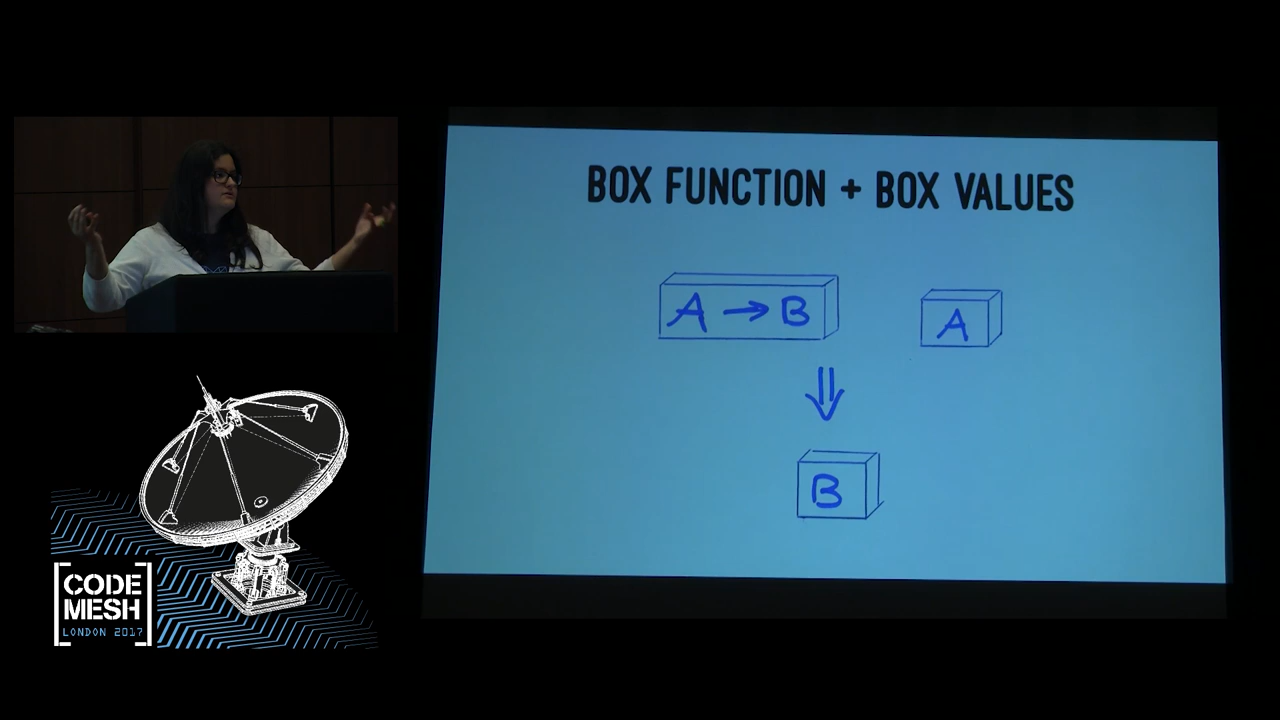 BOX FUNCTION + BOX VALUES
A → B
A
B
CODE
MESH
LONDON 2017